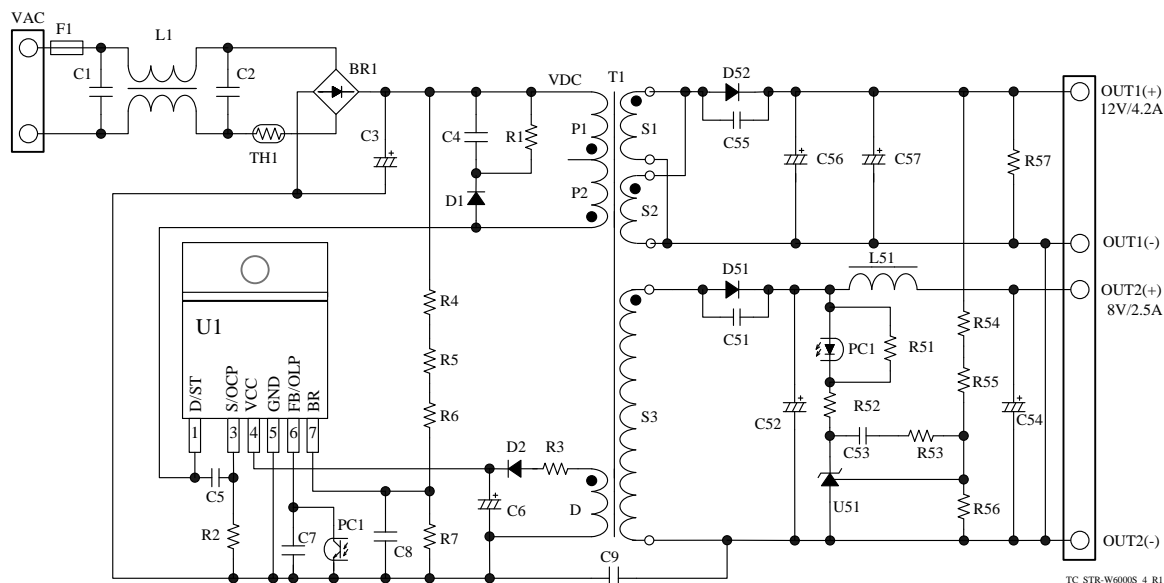 VAC
F1
L1
C1
C2
BR1
TH1
C3
C4
R1
D1
VDC
T1
P1
P2
S1
S2
D52
C55
C56
C57
R57
OUT1(+)
12V/4.2A
OUT1(-)
L51
D51
C51
OUT2(+)
8V/2.5A
U1
D/ST
S/OCP
VCC
GND
FB/OLP
BR
1
3
4
5
6
7
R4
R5
R6
S3
C52
PC1
R51
R52
C53
R53
R54
R55
C54
U51
R56
D2
R3
C5
C6
D
R2
C7
PC1
C8
R7
C9
OUT2(-)
TC_STR-W6000S_4_R1